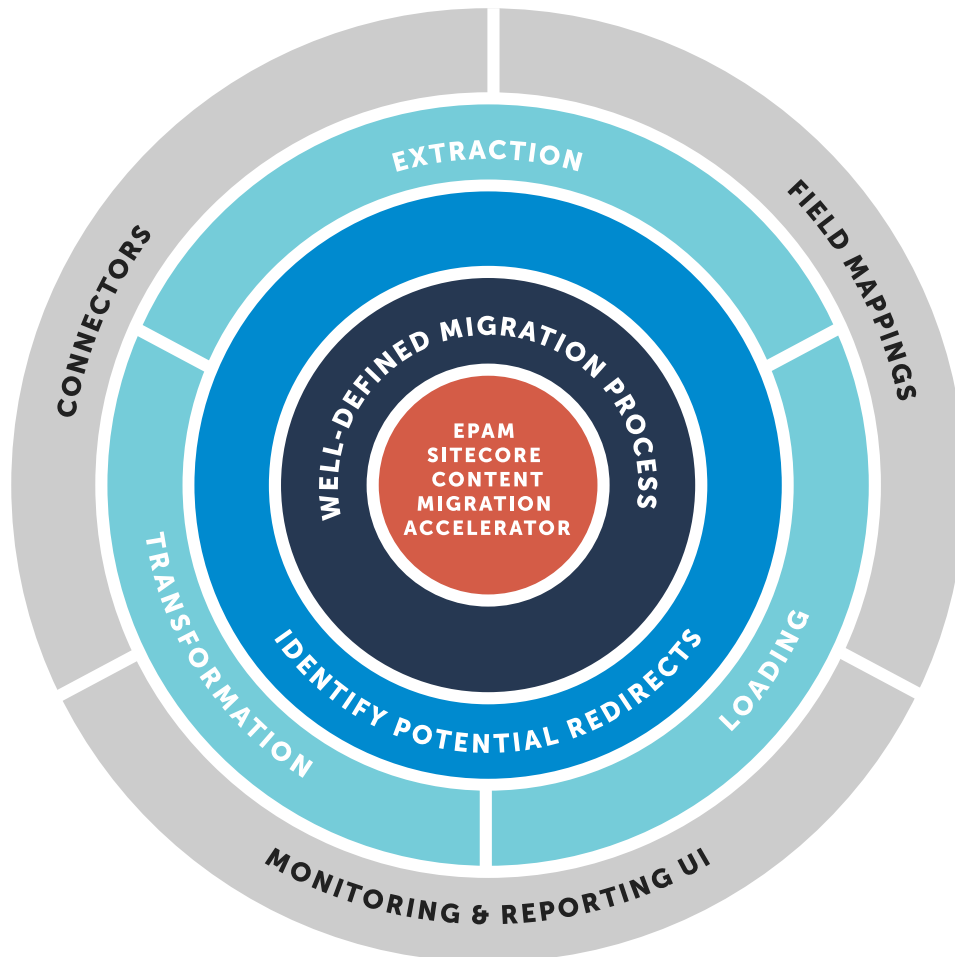 EXTRACTION
FIELD MAPPINGS
CONNECTORS
WELL-DEFINED MIGRATION PROCESS
EPAM
SITECORE
CONTENT
MIGRATION
ACCELERATOR
TRANSFORMATION
IDENTIFY POTENTIAL REDIRECTS
LOADING
MONITORING & REPORTING UI